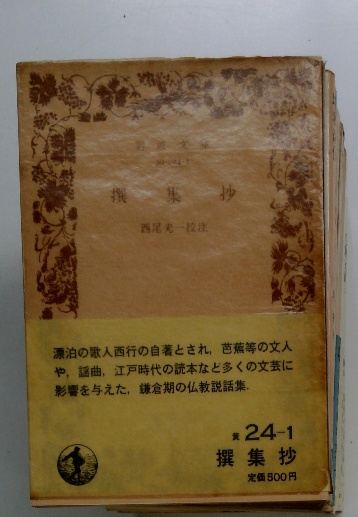 岩波文庫
撰集抄
西尾光一校注
漂泊の歌人西行の自著とされ，芭蕉等の文人
や，謡曲，江戸時代の読本など多くの文芸に
影響を与えた，鎌倉期の仏教説話集．
黄 24-1
撰集抄
定価500円